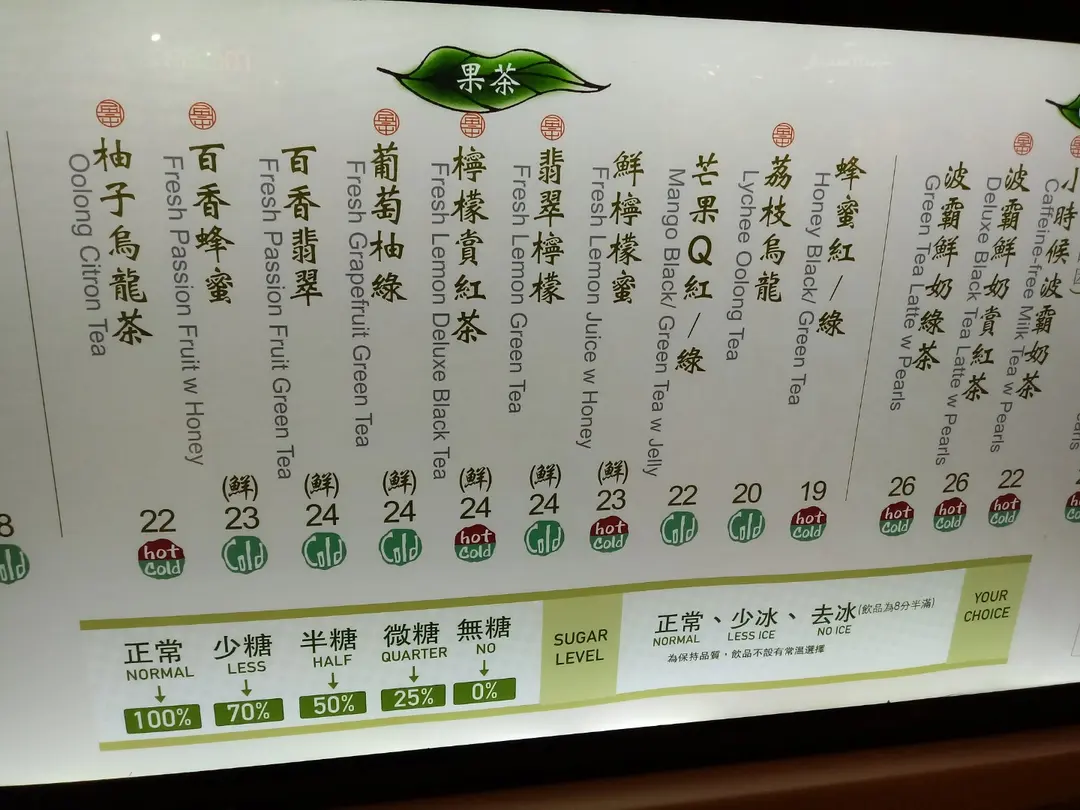 果茶
柚子烏龍茶
Oolong Citron Tea
22
hot cold
百香蜂蜜
Fresh Passion Fruit w Honey
(鮮)
23
cold
百香翡翠
Fresh Passion Fruit Green Tea
(鮮)
24
cold
葡萄柚綠
Fresh Grapefruit Green Tea
(鮮)
24
cold
檸檬賞紅茶
Fresh Lemon Deluxe Black Tea
(鮮)
24
hot cold
翡翠檸檬
Fresh Lemon Green Tea
(鮮)
24
cold
鮮檸檬蜜
Fresh Lemon Juice w Honey
(鮮)
23
hot cold
芒果Q紅/綠
Mango Black/ Green Tea w Jelly
22
cold
荔枝烏龍
Lychee Oolong Tea
20
cold
蜂蜜紅/綠
Honey Black/ Green Tea
19
hot cold
波霸鮮奶綠茶
Green Tea Latte w Pearls
26
hot cold
波霸鮮奶賞紅茶
Deluxe Black Tea Latte w Pearls
26
hot cold
小時候波霸奶茶
Caffeine-free Milk Tea w Pearls
22
hot cold
正常 少糖 半糖 微糖 無糖
NORMAL LESS HALF QUARTER NO
100% 70% 50% 25% 0%
SUGAR
LEVEL
正常、少冰、去冰(飲品為8分半滿)
NORMAL LESS ICE NO ICE
為保持品質，飲品不設有常溫選擇
YOUR
CHOICE